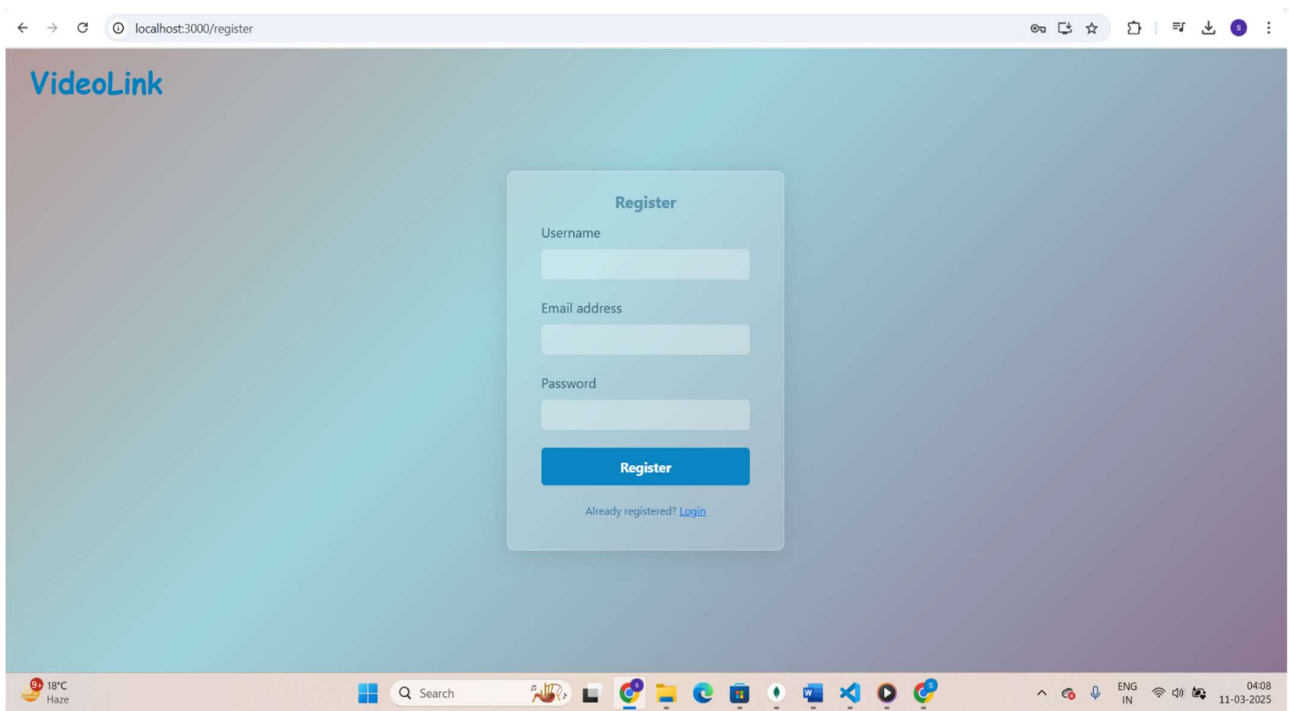 localhost:3000/register
S
VideoLink
Register
Username
Email address
Password
Register
Already registered? Login
9+
18°C
Haze
Search
ENG
IN
04:08
11-03-2025